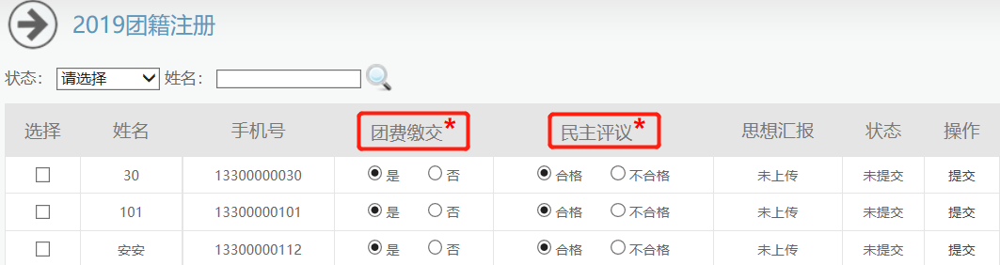 2019团籍注册
状态： 请选择 姓名：
选择 姓名 手机号 团费缴交* 民主评议* 思想汇报 状态 操作
30 13300000030 是 否 合格 不合格 未上传 未提交 提交
101 13300000101 是 否 合格 不合格 未上传 未提交 提交
安安 13300000112 是 否 合格 不合格 未上传 未提交 提交